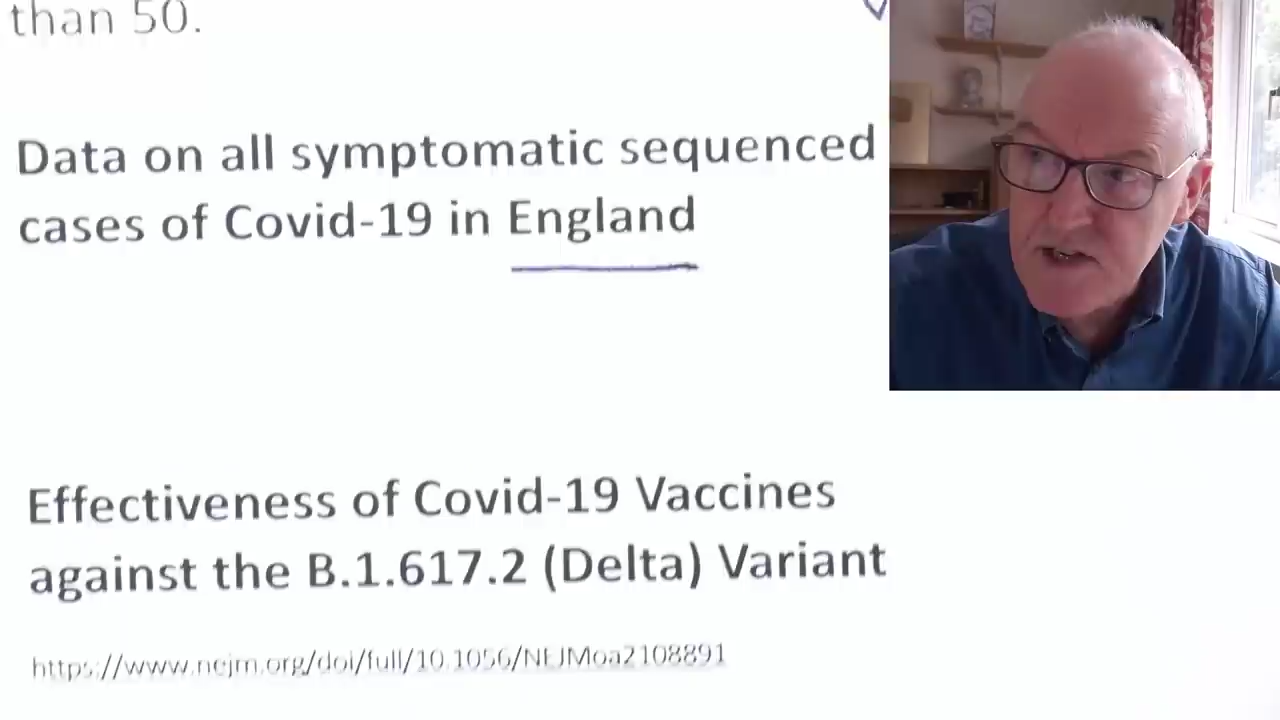 than 50.
Data on all symptomatic sequenced
cases of Covid-19 in England
Effectiveness of Covid-19 Vaccines
against the B.1.617.2 (Delta) Variant
https://www.nejm.org/doi/full/10.1056/NEJMoa2108891